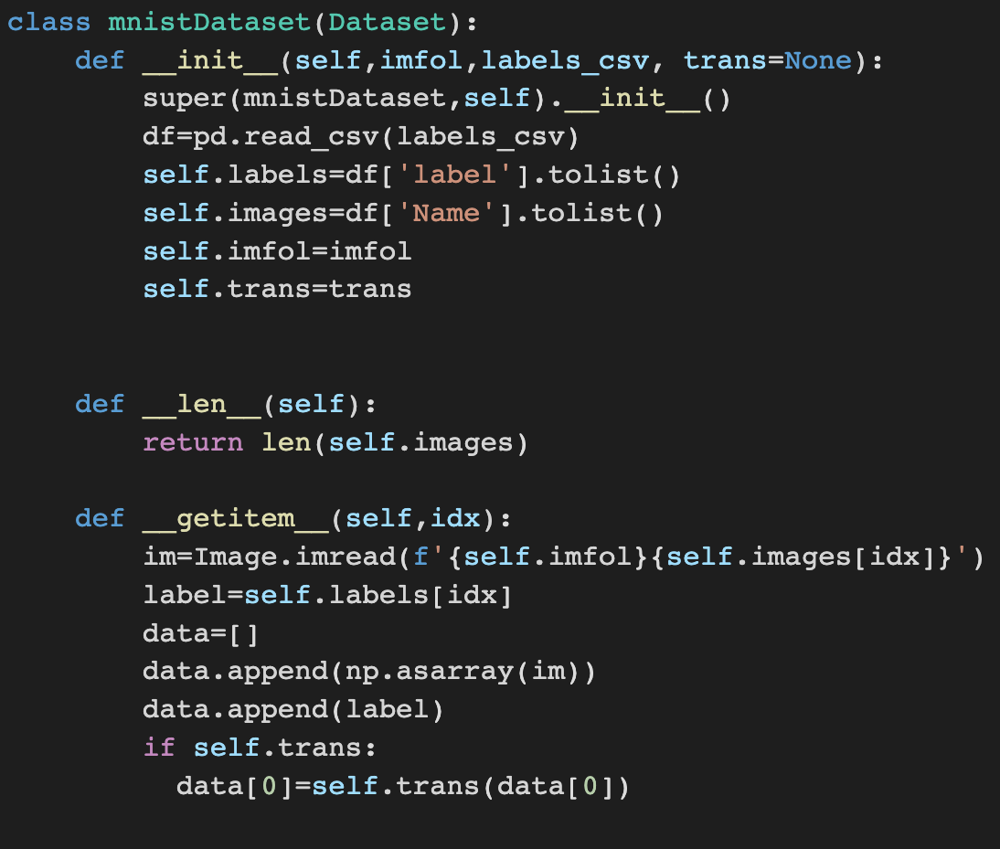 class mnistDataset(Dataset):
    def __init__(self,imfol,labels_csv, trans=None):
        super(mnistDataset,self).__init__()
        df=pd.read_csv(labels_csv)
        self.labels=df['label'].tolist()
        self.images=df['Name'].tolist()
        self.imfol=imfol
        self.trans=trans
    def __len__(self):
        return len(self.images)
    def __getitem__(self,idx):
        im=Image.imread(f'{self.imfol}{self.images[idx]}')
        label=self.labels[idx]
        data=[]
        data.append(np.asarray(im))
        data.append(label)
        if self.trans:
          data[0]=self.trans(data[0])